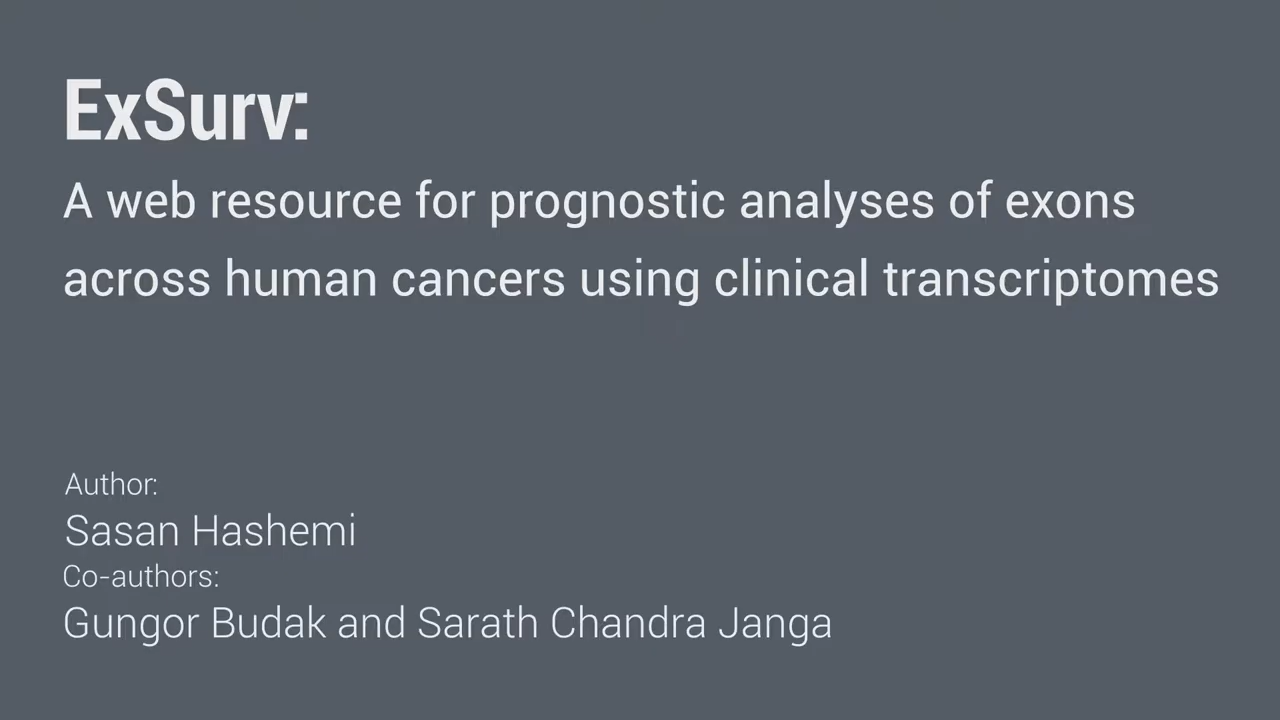 ExSurv:
A web resource for prognostic analyses of exons
across human cancers using clinical transcriptomes
Author:
Sasan Hashemi
Co-authors:
Gungor Budak and Sarath Chandra Janga